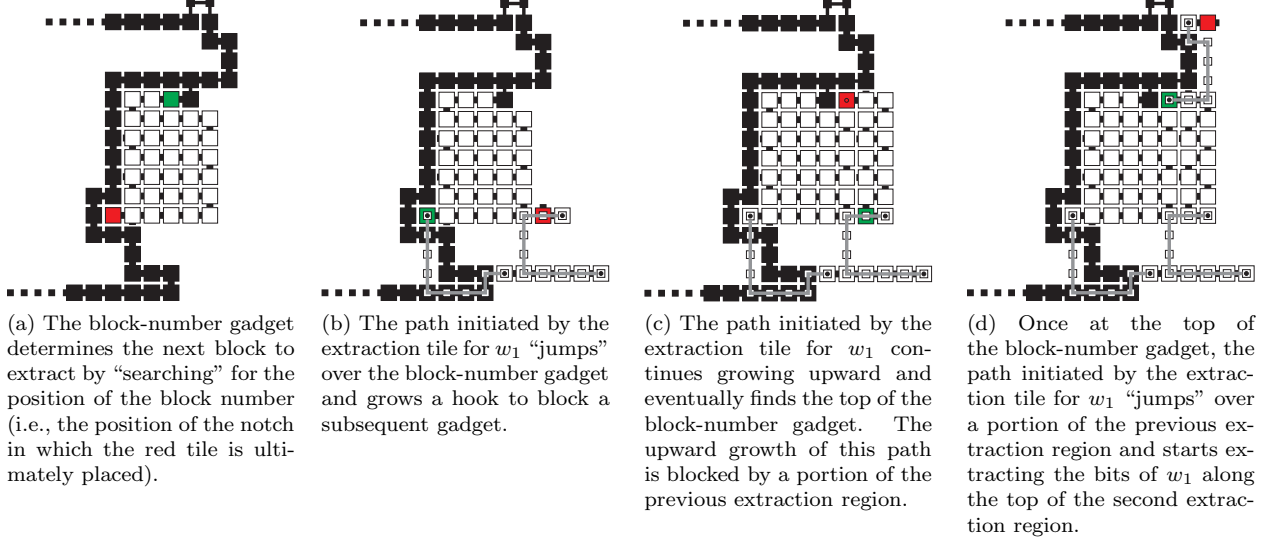 (a) The block-number gadget
determines the next block to
extract by “searching” for the
position of the block number
(i.e., the position of the notch
in which the red tile is ulti-
mately placed).
(b) The path initiated by the
extraction tile for w₁ “jumps”
over the block-number gadget
and grows a hook to block a
subsequent gadget.
(c) The path initiated by the
extraction tile for w₁ con-
tinues growing upward and
eventually finds the top of the
block-number gadget. The
upward growth of this path
is blocked by a portion of the
previous extraction region.
(d) Once at the top of
the block-number gadget, the
path initiated by the extrac-
tion tile for w₁ “jumps” over
a portion of the previous ex-
traction region and starts ex-
tracting the bits of w₁ along
the top of the second extrac-
tion region.